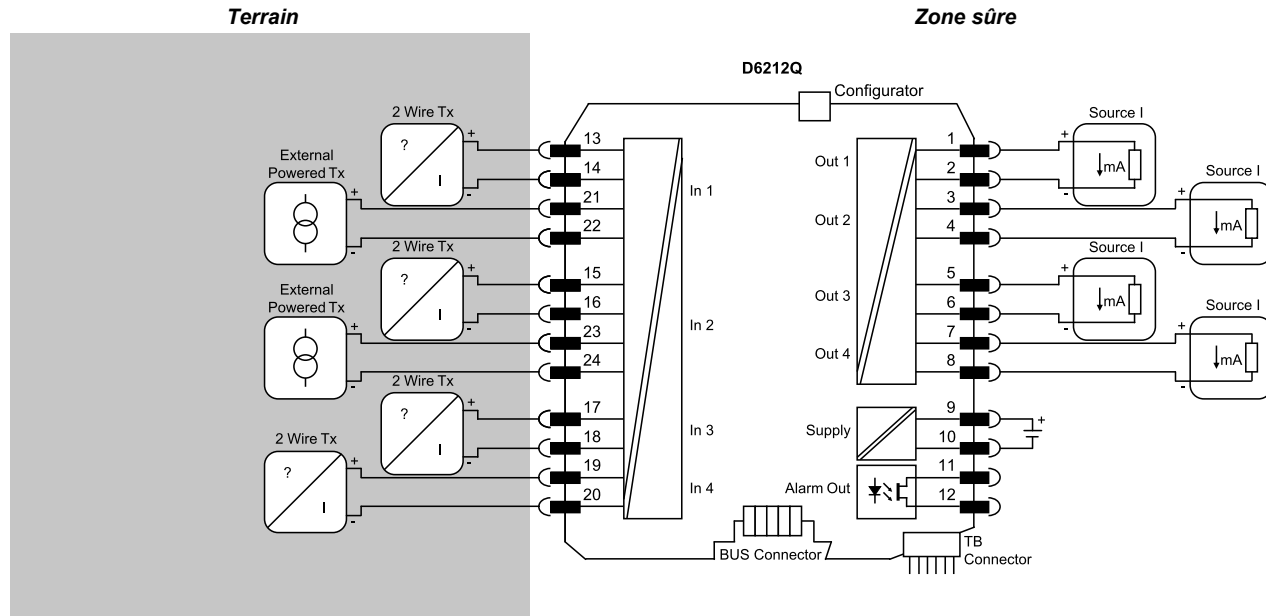 Terrain
Zone sûre
D6212Q
Configurator
2 Wire Tx
?
I
+
-
External
Powered Tx
+
-
13
14
21
22
In 1
2 Wire Tx
?
I
+
-
External
Powered Tx
+
-
15
16
23
24
In 2
2 Wire Tx
?
I
+
-
17
18
In 3
2 Wire Tx
?
I
+
-
19
20
In 4
Out 1
1
2
Source I
+
-
mA
Out 2
3
4
Source I
+
-
mA
Out 3
5
6
Source I
+
-
mA
Out 4
7
8
Source I
+
-
mA
Supply
9
10
+
Alarm Out
11
12
BUS Connector
TB
Connector